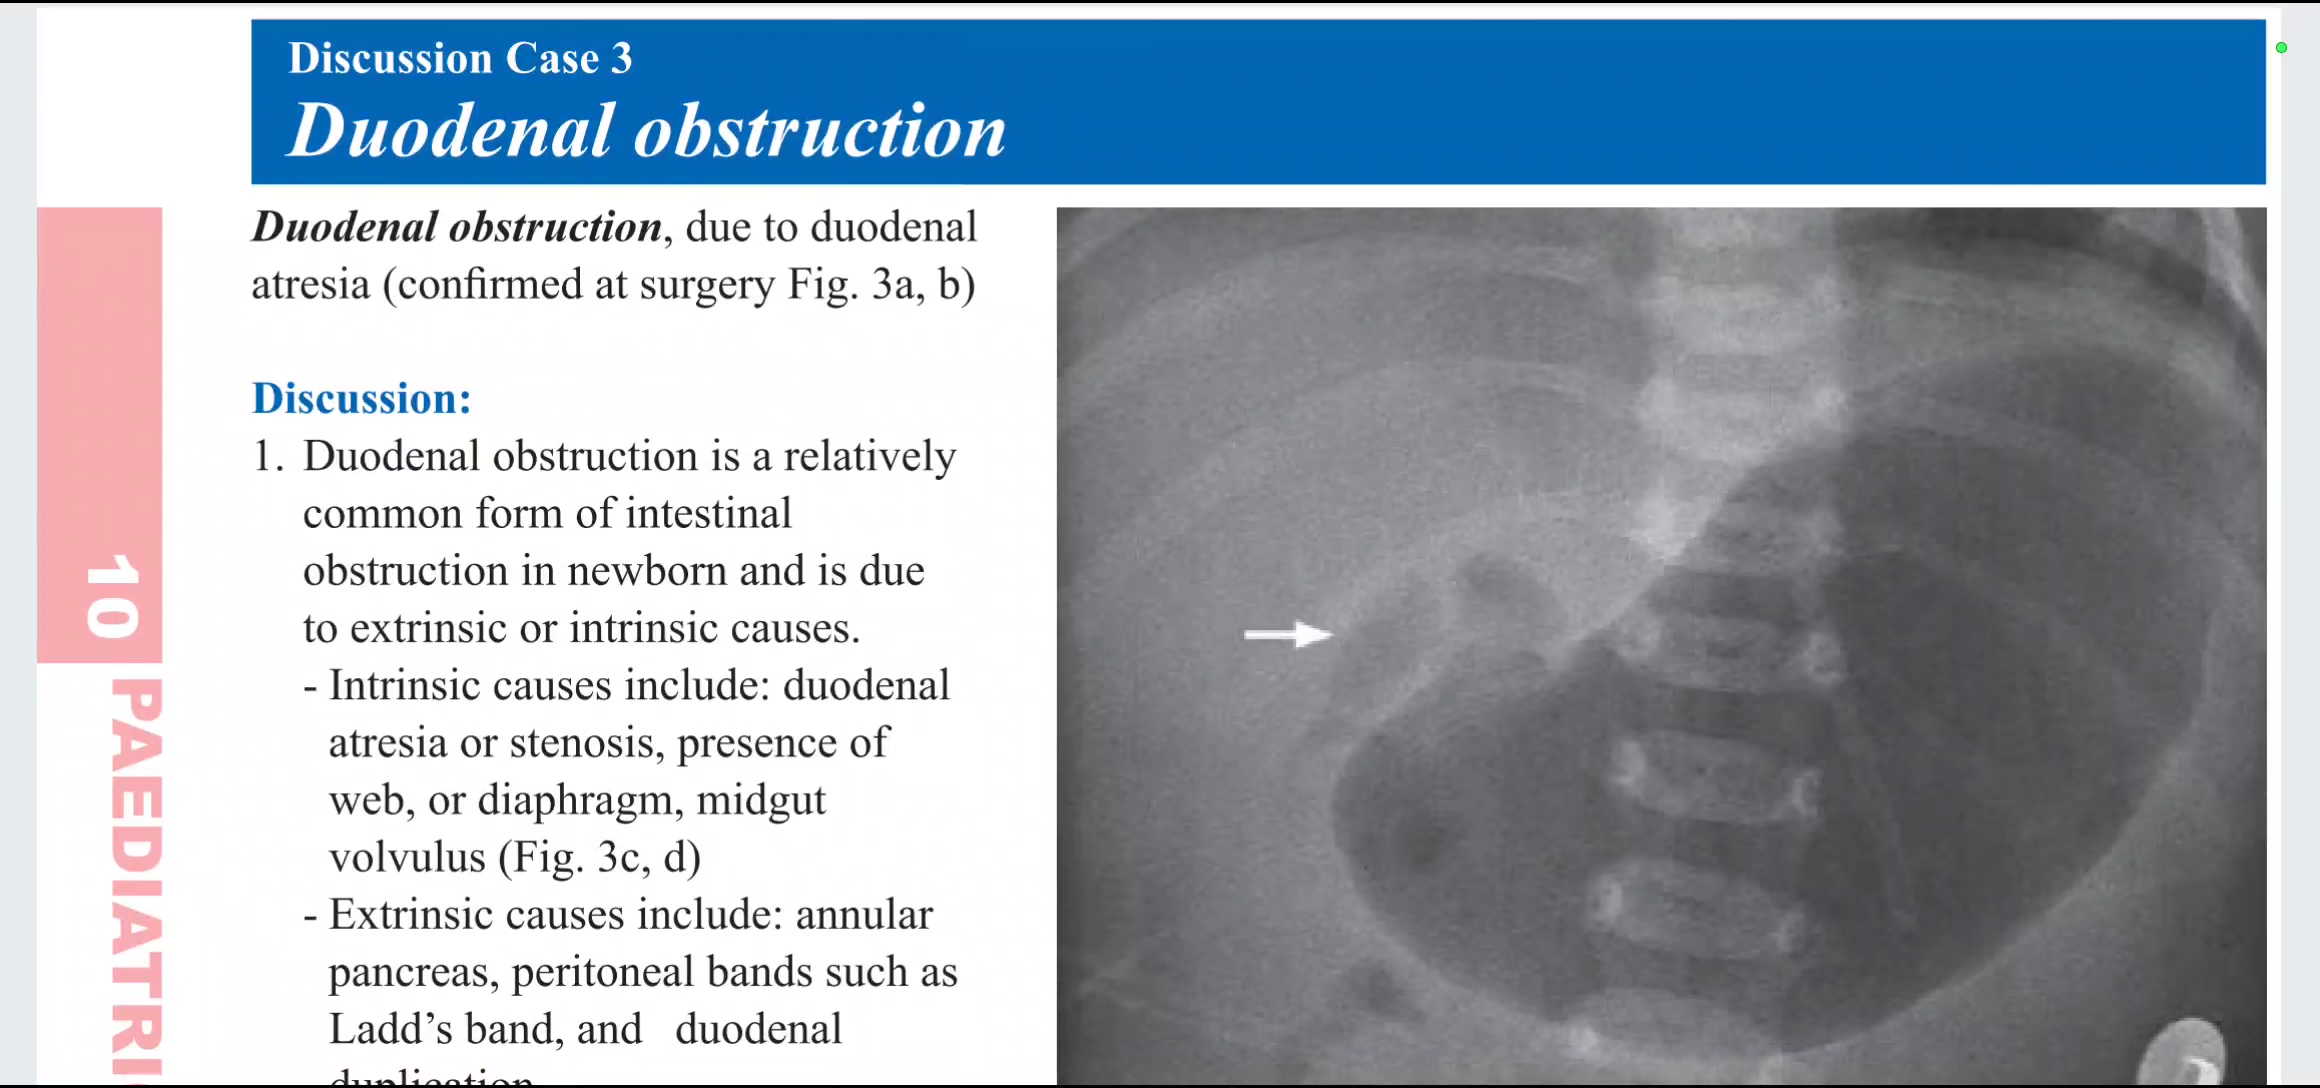 Discussion Case 3
Duodenal obstruction
Duodenal obstruction, due to duodenal
atresia (confirmed at surgery Fig. 3a, b)
Discussion:
1. Duodenal obstruction is a relatively
common form of intestinal
obstruction in newborn and is due
to extrinsic or intrinsic causes.
- Intrinsic causes include: duodenal
atresia or stenosis, presence of
web, or diaphragm, midgut
volvulus (Fig. 3c, d)
- Extrinsic causes include: annular
pancreas, peritoneal bands such as
Ladd’s band, and duodenal
duplication
10
PAEDIATRI